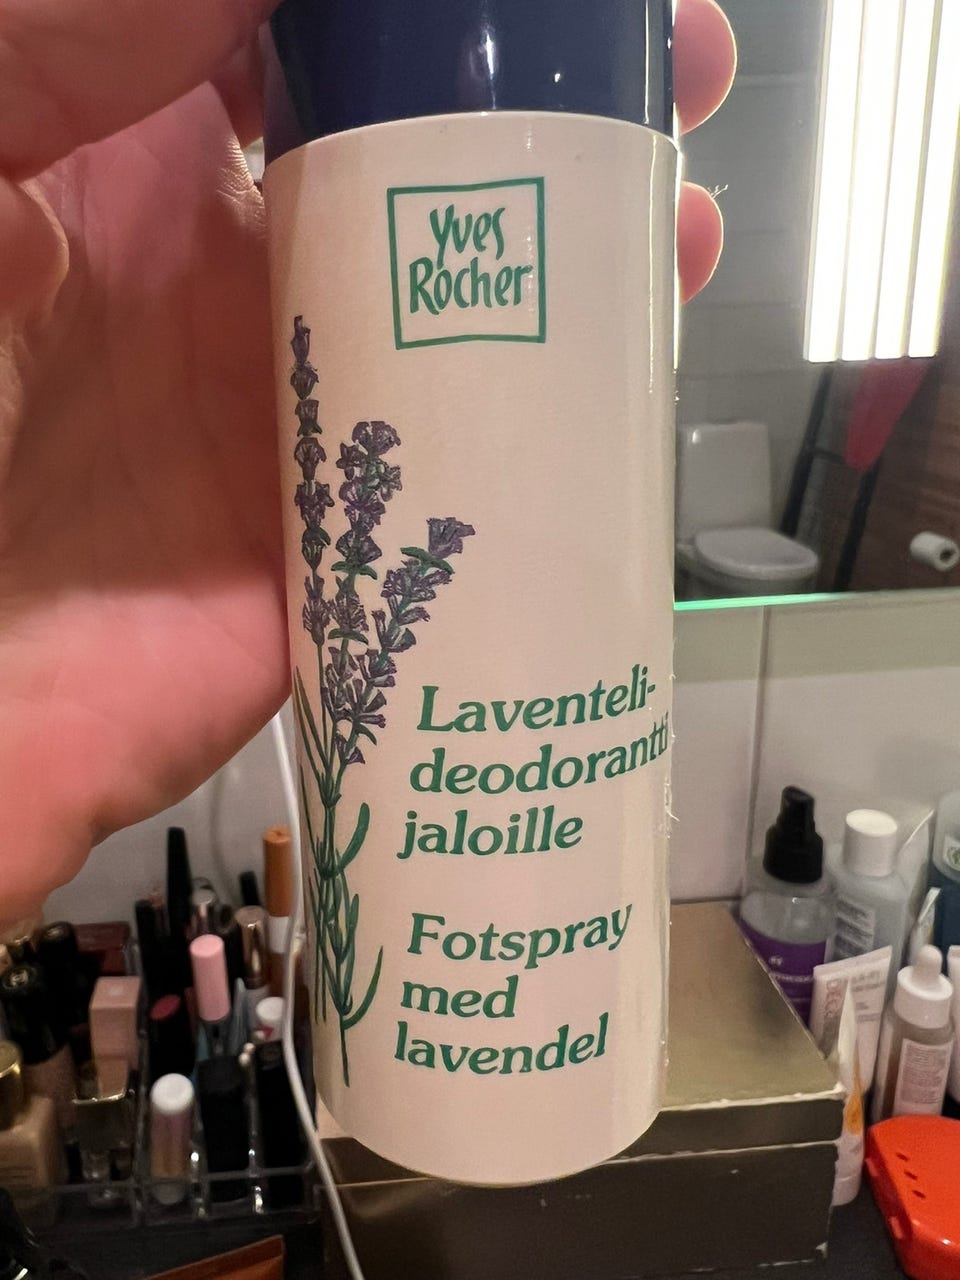 Yves
Rocher
Laventeli-
deodorantti
jaloille
Fotspray
med
lavendel